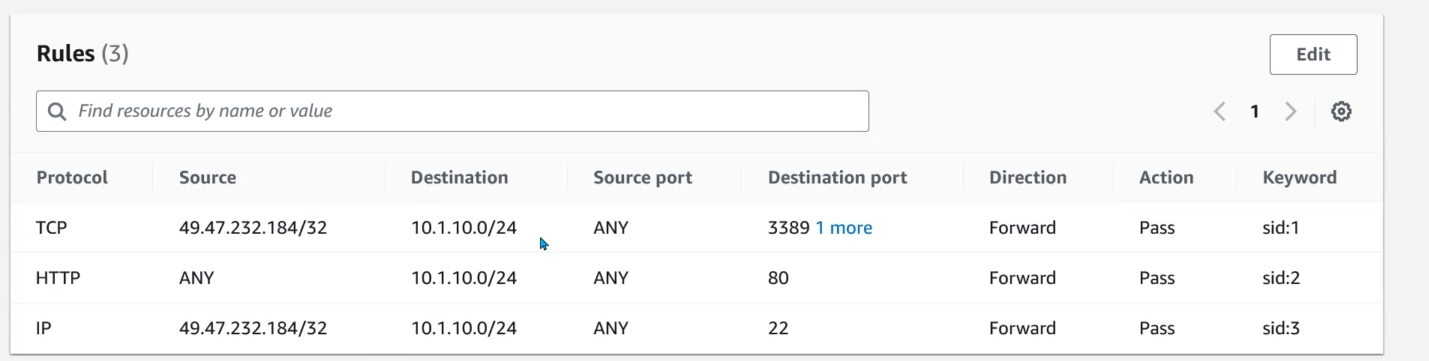 Rules (3)
Edit
Find resources by name or value
1
Protocol Source Destination Source port Destination port Direction Action Keyword
TCP 49.47.232.184/32 10.1.10.0/24 ANY 3389 1 more Forward Pass sid:1
HTTP ANY 10.1.10.0/24 ANY 80 Forward Pass sid:2
IP 49.47.232.184/32 10.1.10.0/24 ANY 22 Forward Pass sid:3